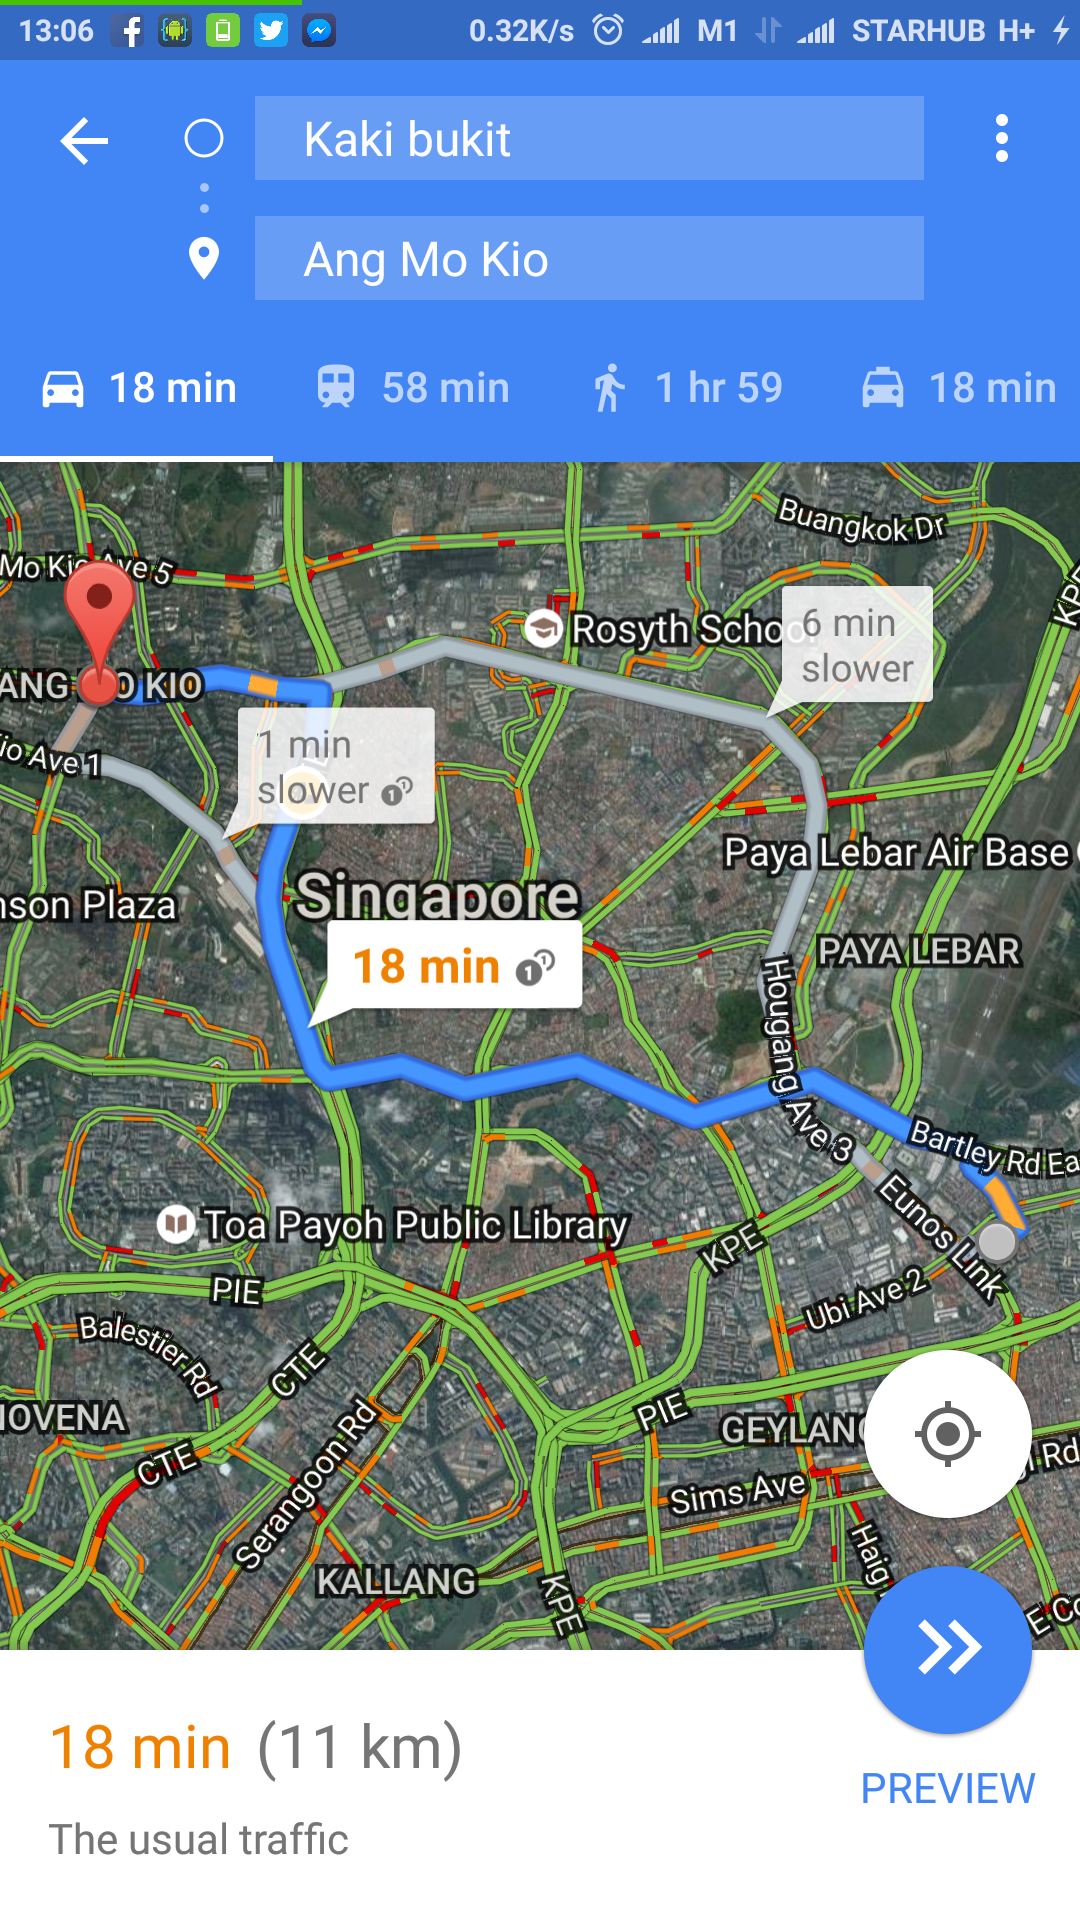 13:06 0.32K/s M1 STARHUB H+
Kaki bukit
Ang Mo Kio
18 min 58 min 1 hr 59 18 min
Buangkok Dr
Mo Kio Ave 5
KPE
Rosyth School
6 min
slower
ANG MO KIO
io Ave 1
1 min
slower
Paya Lebar Air Base
Singapore
nson Plaza
18 min
PAYA LEBAR
Hougang Ave 3
Bartley Rd Ea
Eunos Link
Toa Payoh Public Library
KPE
PIE
Ubi Ave 2
Balestier Rd
CTE
PIE
NOVENA
GEYLANG
Rd
CTE
Serangoon Rd
Sims Ave
Haig
KALLANG
KPE
E Co
18 min (11 km)
PREVIEW
The usual traffic